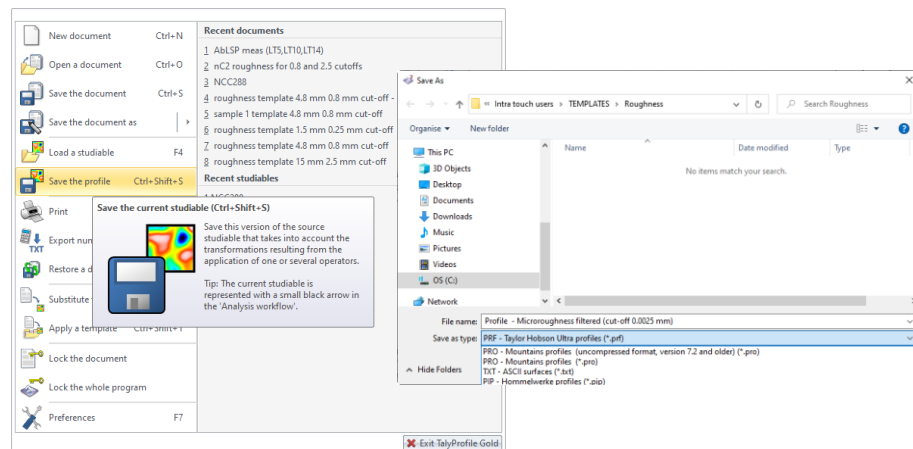 New document Ctrl+N
Open a document Ctrl+O
Save the document Ctrl+S
Save the document as
Load a studiable F4
Save the profile Ctrl+Shift+S
Print
Export num
TXT
Restore a d
Substitute
Apply a template Ctrl+Shift+T
Lock the document
Lock the whole program
Preferences F7
Recent documents
1 AbLSP meas (LT5,LT10,LT14)
2 nC2 roughness for 0.8 and 2.5 cutoffs
3 NCC288
4 roughness template 4.8 mm 0.8 mm cut-off -
5 sample 1 template 4.8 mm 0.8 mm cut-off
6 roughness template 1.5 mm 0.25 mm cut-off
7 roughness template 4.8 mm 0.8 mm cut-off
8 roughness template 15 mm 2.5 mm cut-off
Recent studiables
Save the current studiable (Ctrl+Shift+S)
Save this version of the source
studiable that takes into account the
transformations resulting from the
application of one or several operators.
Tip: The current studiable is
represented with a small black arrow in
the 'Analysis workflow'.
Exit TalyProfile Gold
Save As
« Intra touch users > TEMPLATES > Roughness
Search Roughness
Organise New folder
This PC
3D Objects
Desktop
Documents
Downloads
Music
Pictures
Videos
OS (C:)
Network
Name Date modified Type
No items match your search.
File name: Profile - Microroughness filtered (cut-off 0.0025 mm)
Save as type: PRF - Taylor Hobson Ultra profiles (*.prf)
PRO - Mountains profiles (uncompressed format, version 7.2 and older) (*.pro)
PRO - Mountains profiles (*.pro)
TXT - ASCII surfaces (*.txt)
PIP - Hommelwerke profiles (*.pip)
Hide Folders